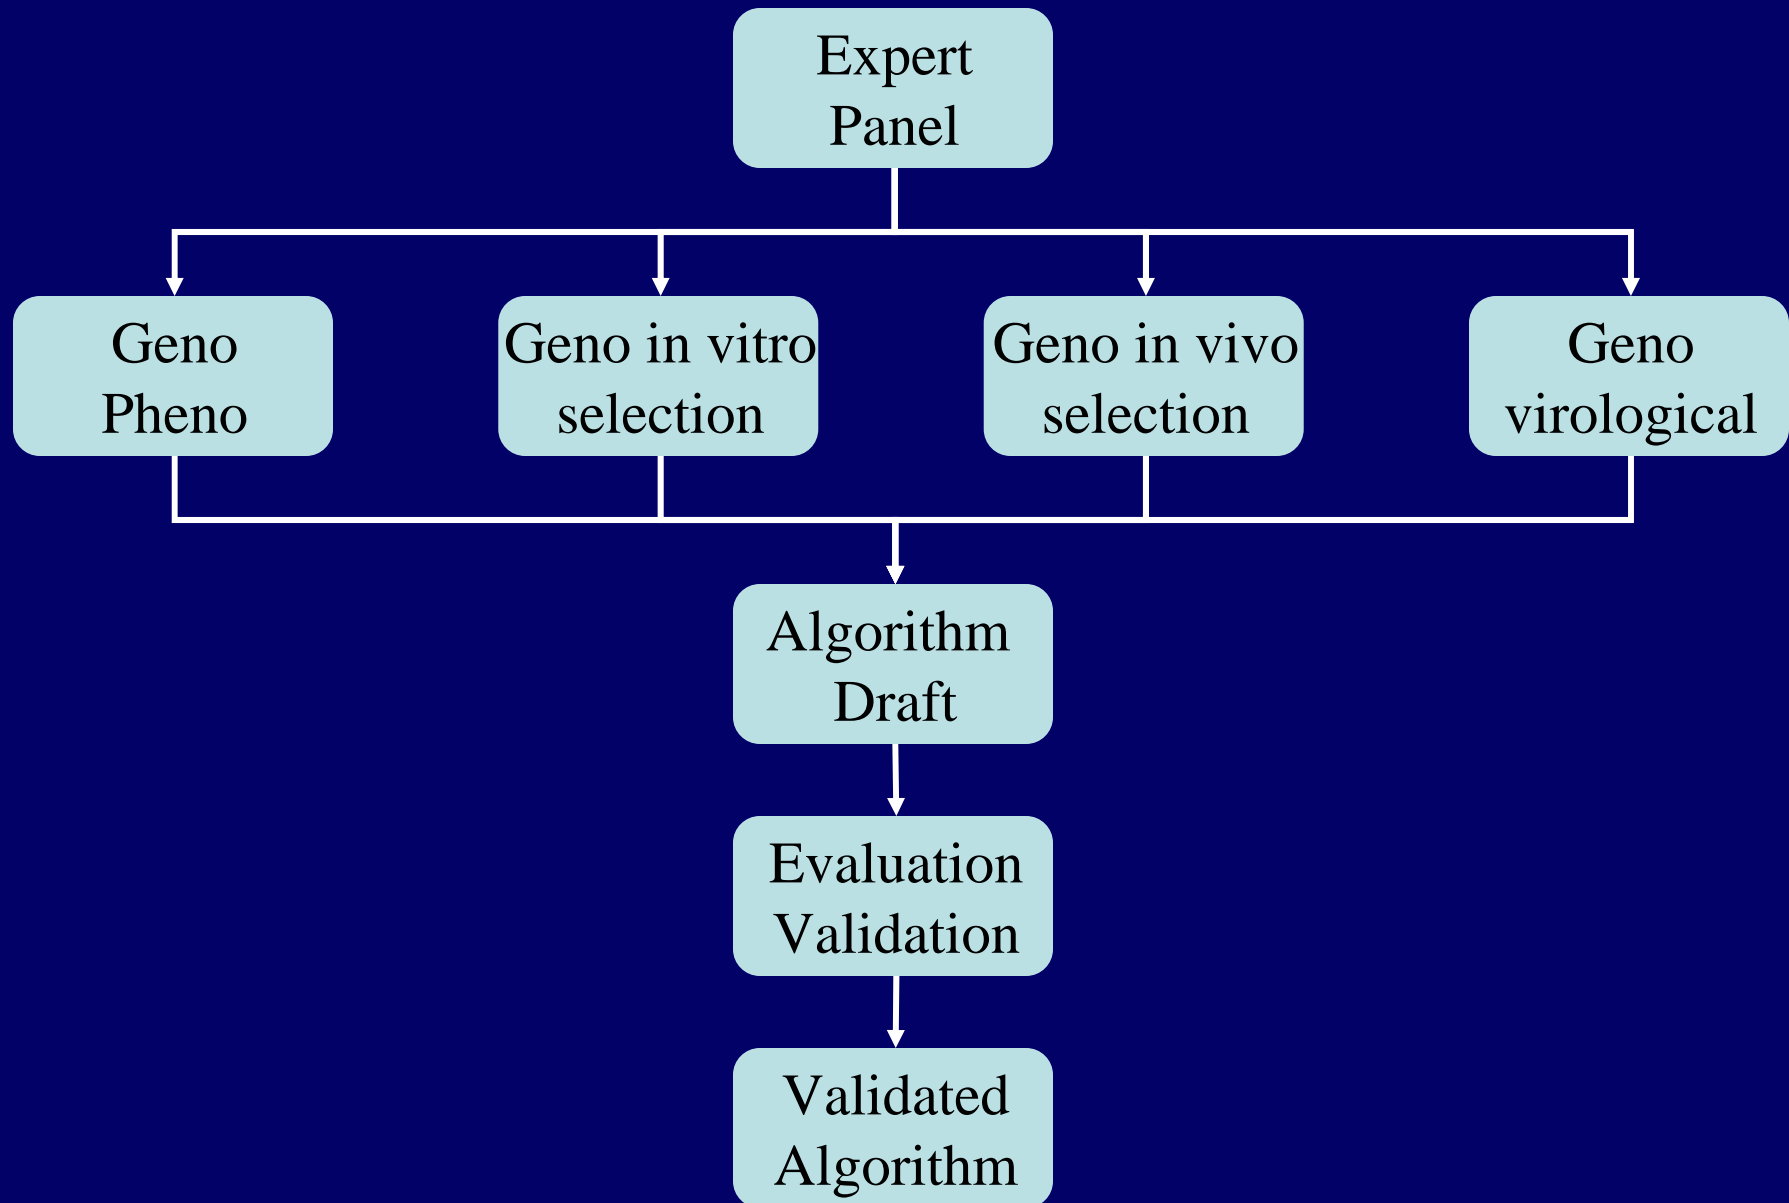 Expert
Panel
Geno
Pheno
Geno in vitro
selection
Geno in vivo
selection
Geno
virological
Algorithm
Draft
Evaluation
Validation
Validated
Algorithm